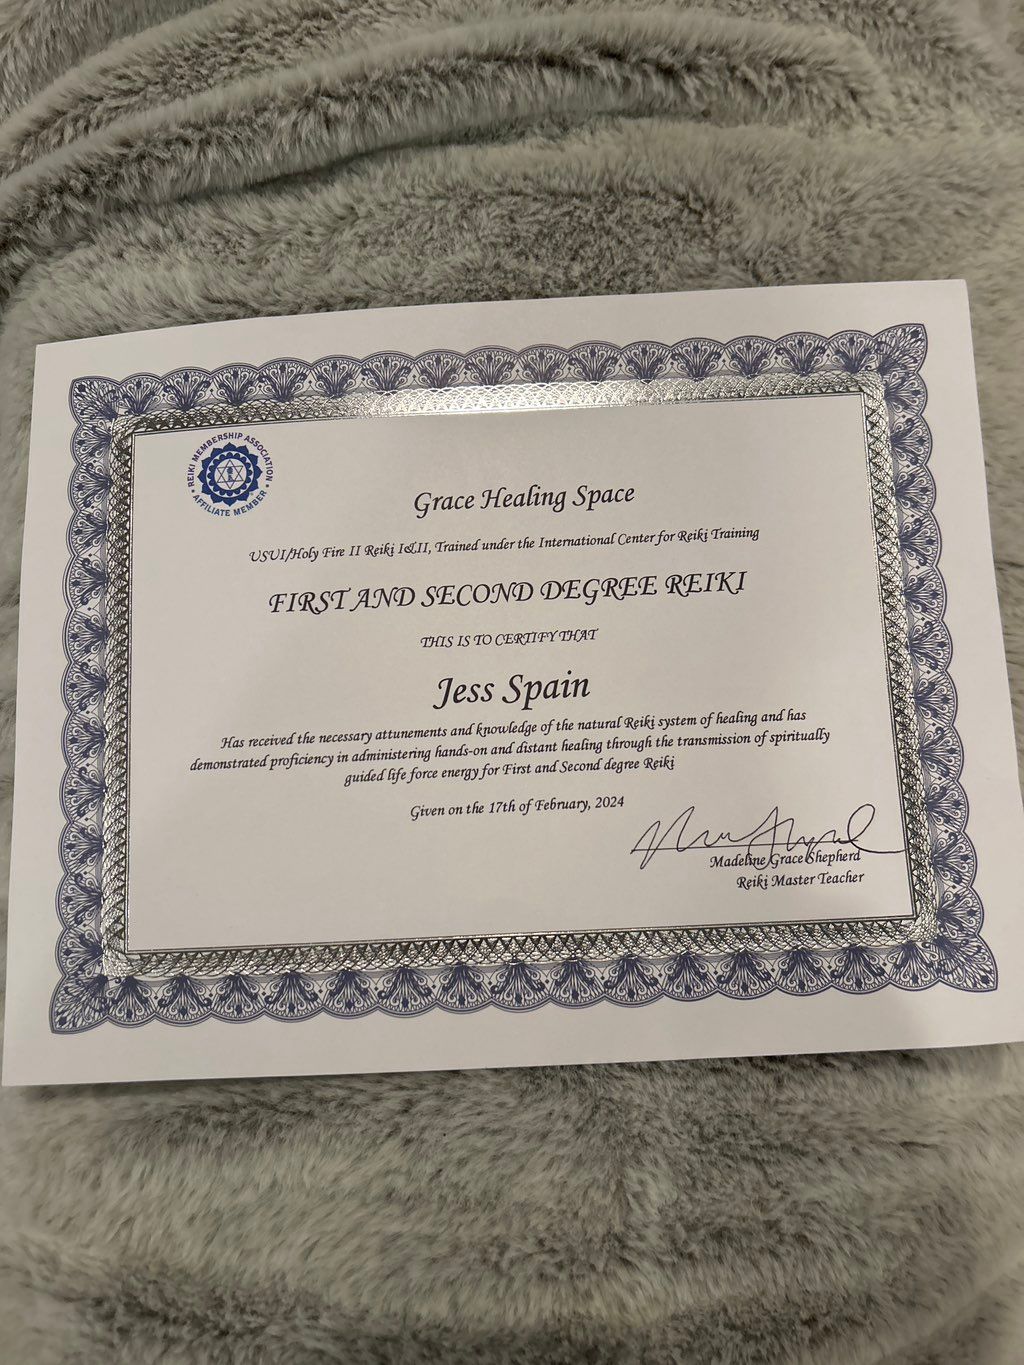 REIKI MEMBERSHIP ASSOCIATION
AFFILIATE MEMBER
Grace Healing Space
USUI/Holy Fire II Reiki I&II, Trained under the International Center for Reiki Training
FIRST AND SECOND DEGREE REIKI
THIS IS TO CERTIFY THAT
Jess Spain
Has received the necessary attunements and knowledge of the natural Reiki system of healing and has
demonstrated proficiency in administering hands-on and distant healing through the transmission of spiritually
guided life force energy for First and Second degree Reiki
Given on the 17th of February, 2024
Madeline Grace Shepherd
Reiki Master Teacher